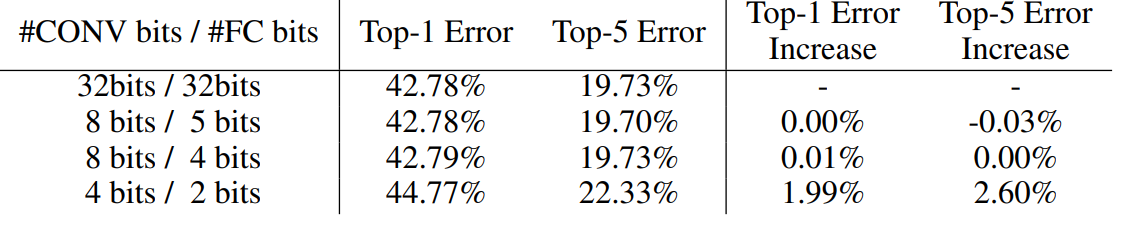 #CONV bits / #FC bits Top-1 Error Top-5 Error Top-1 Error Increase Top-5 Error Increase
32bits / 32bits 42.78% 19.73% - -
8 bits / 5 bits 42.78% 19.70% 0.00% -0.03%
8 bits / 4 bits 42.79% 19.73% 0.01% 0.00%
4 bits / 2 bits 44.77% 22.33% 1.99% 2.60%